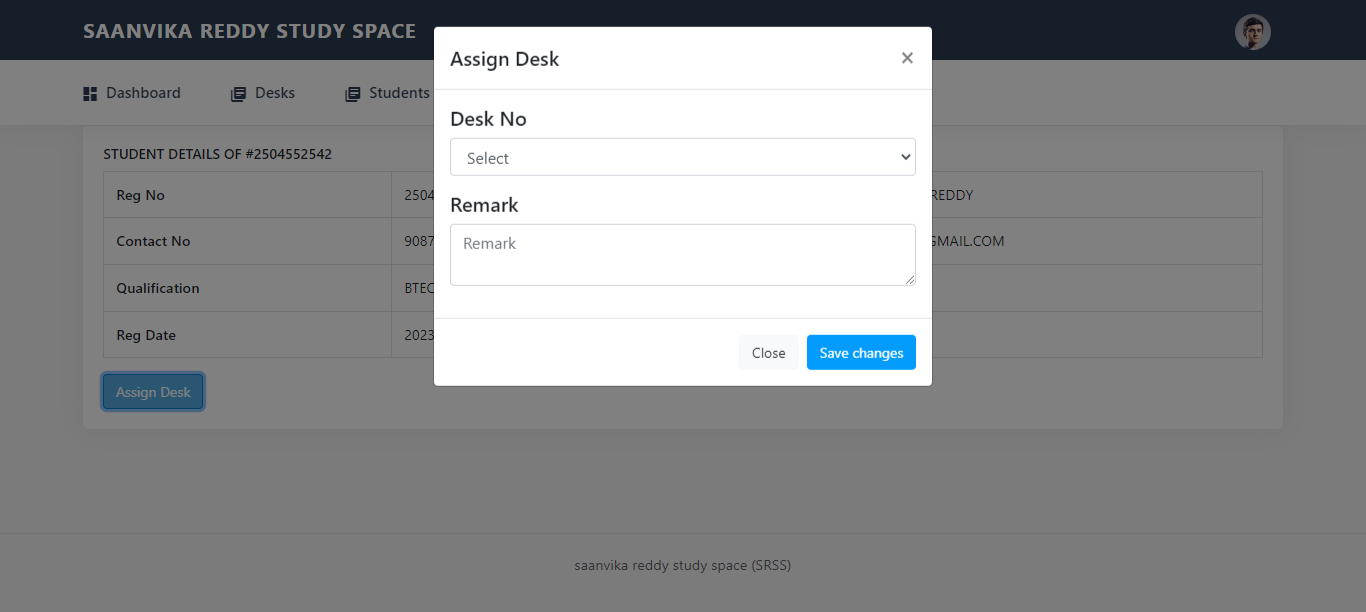 SAANVIKA REDDY STUDY SPACE
Dashboard
Desks
Students
Assign Desk
×
Desk No
Select
Remark
Remark
Close
Save changes
STUDENT DETAILS OF #2504552542
Reg No 2504 REDDY
Contact No 9087 GMAIL.COM
Qualification BTEC
Reg Date 2023
Assign Desk
saanvika reddy study space (SRSS)